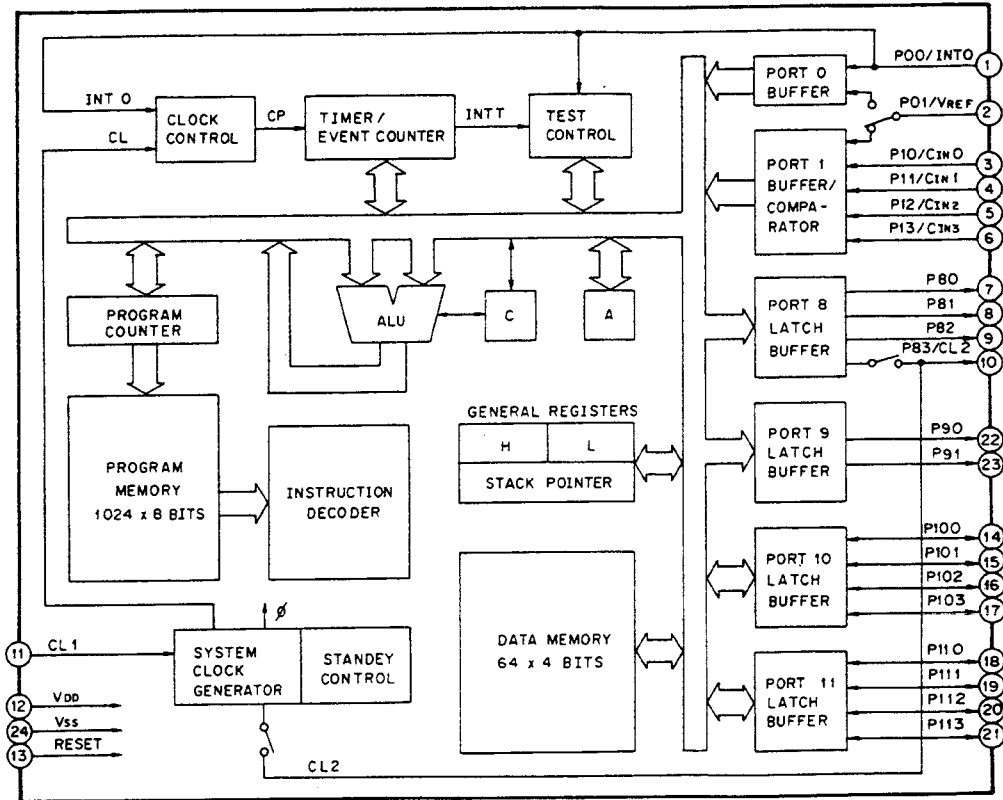 INT 0
CL
CLOCK
CONTROL
CP
TIMER/
EVENT COUNTER
INTT
TEST
CONTROL
PORT 0
BUFFER
P00/INT0
1
P01/VREF
2
PORT 1
BUFFER/
COMPA-
RATOR
P10/CIN0
3
P11/CIN1
4
P12/CIN2
5
P13/CIN3
6
PROGRAM
COUNTER
ALU
C
A
PORT 8
LATCH
BUFFER
P80
7
P81
8
P82
9
P83/CL2
10
PROGRAM
MEMORY
1024 x 8 BITS
INSTRUCTION
DECODER
GENERAL REGISTERS
H
L
STACK POINTER
PORT 9
LATCH
BUFFER
P90
22
P91
23
PORT 10
LATCH
BUFFER
P100
14
P101
15
P102
16
P103
17
DATA MEMORY
64 x 4 BITS
PORT 11
LATCH
BUFFER
P110
18
P111
19
P112
20
P113
21
ø
11
CL1
SYSTEM
CLOCK
GENERATOR
STANDEY
CONTROL
12
VDD
24
Vss
13
RESET
CL2